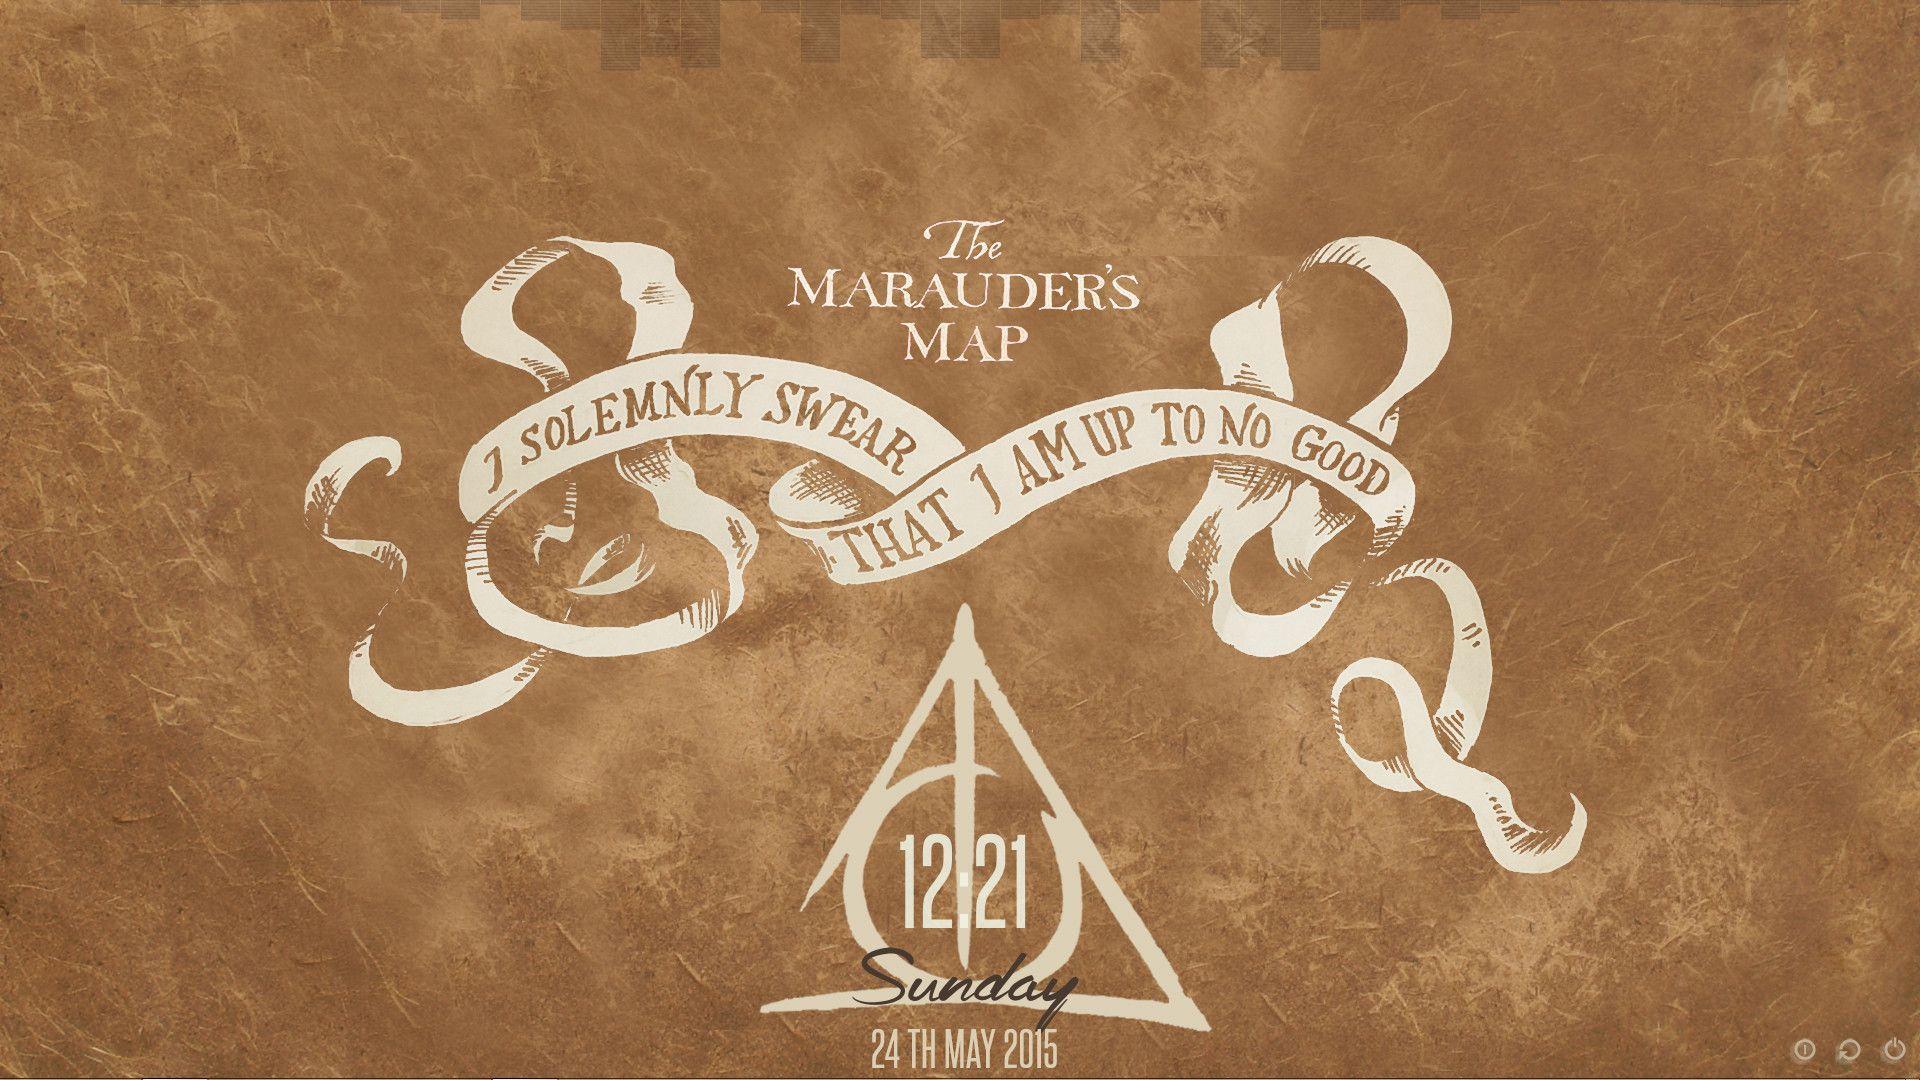 The
MARAUDER'S
MAP
I SOLEMNLY SWEAR
THAT I AM UP TO NO GOOD
12:21
Sunday
24 TH MAY 2015